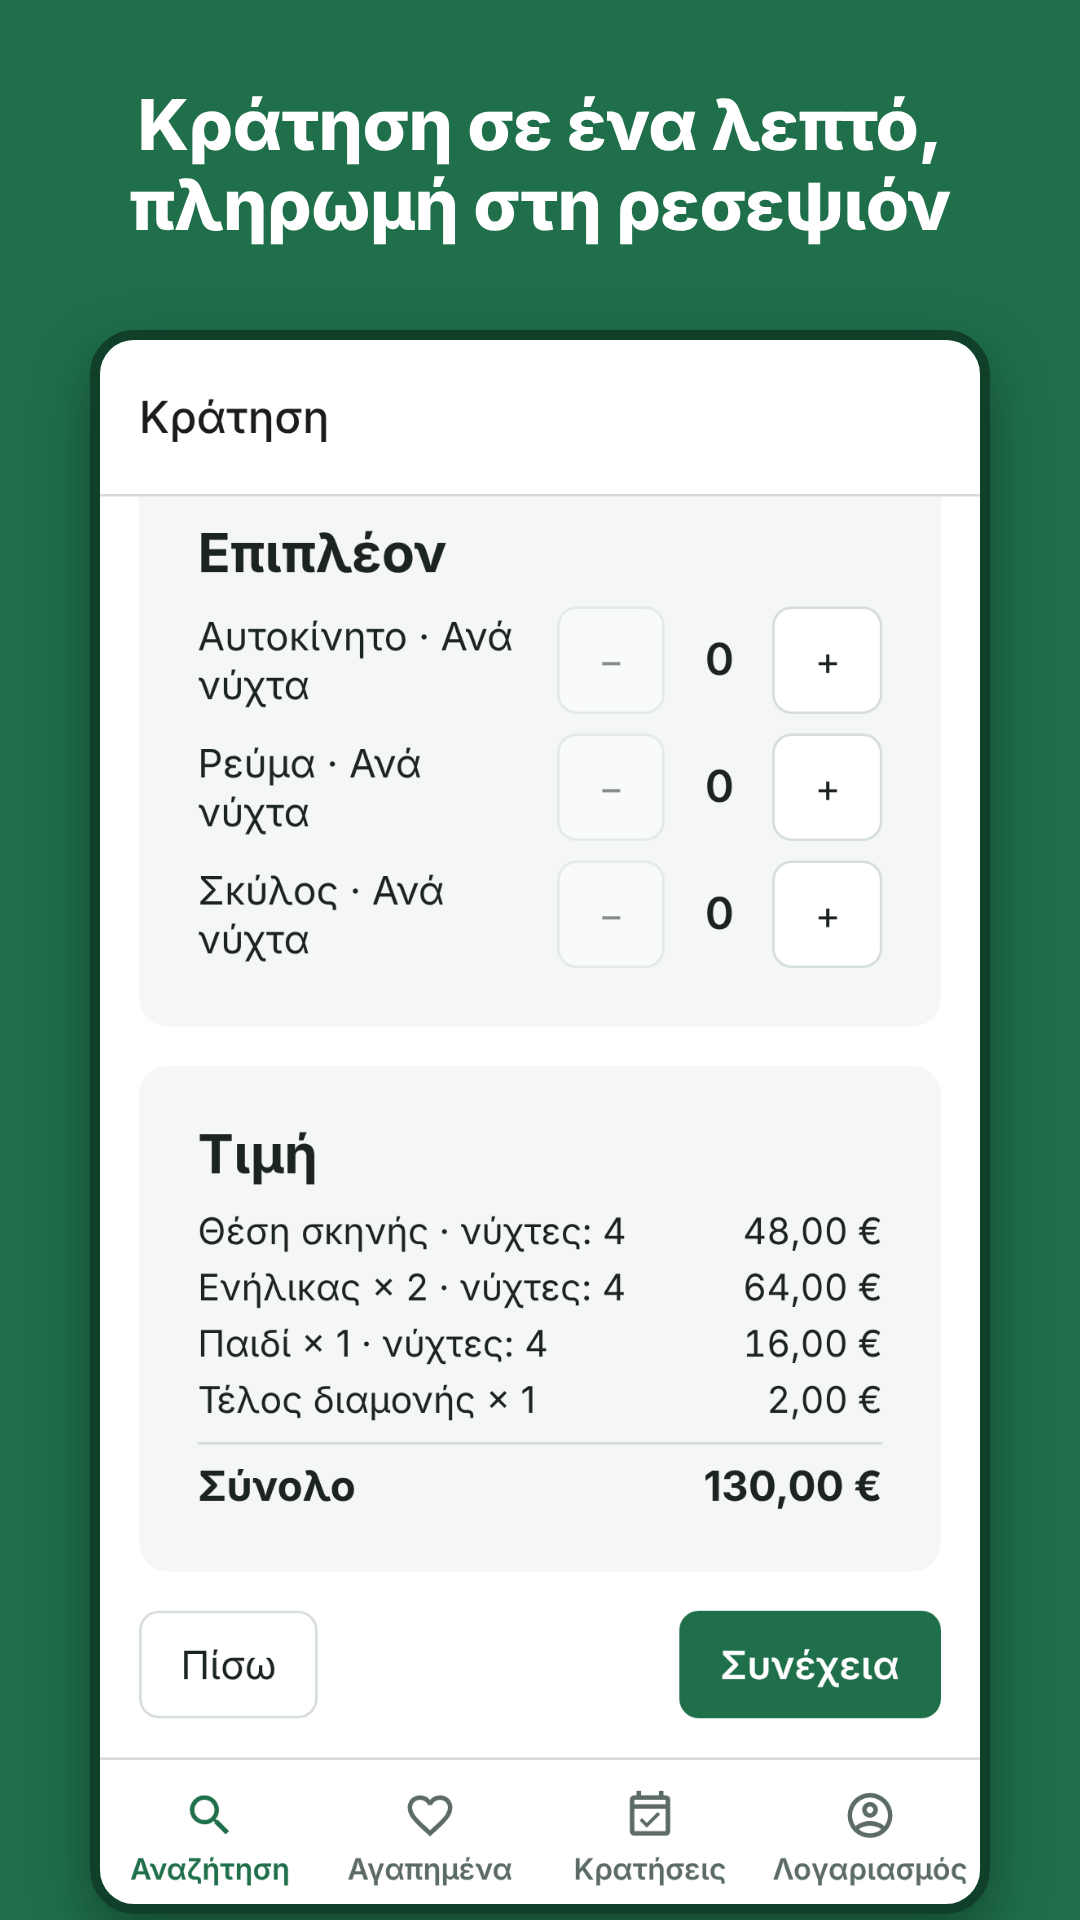 Κράτηση σε ένα λεπτό,
πληρωμή στη ρεσεψιόν
Κράτηση
Επιπλέον
Αυτοκίνητο · Ανά
νύχτα
– 0 +
Ρεύμα · Ανά
νύχτα
– 0 +
Σκύλος · Ανά
νύχτα
– 0 +
Τιμή
Θέση σκηνής · νύχτες: 4 48,00 €
Ενήλικας × 2 · νύχτες: 4 64,00 €
Παιδί × 1 · νύχτες: 4 16,00 €
Τέλος διαμονής × 1 2,00 €
Σύνολο 130,00 €
Πίσω Συνέχεια
Αναζήτηση Αγαπημένα Κρατήσεις Λογαριασμός